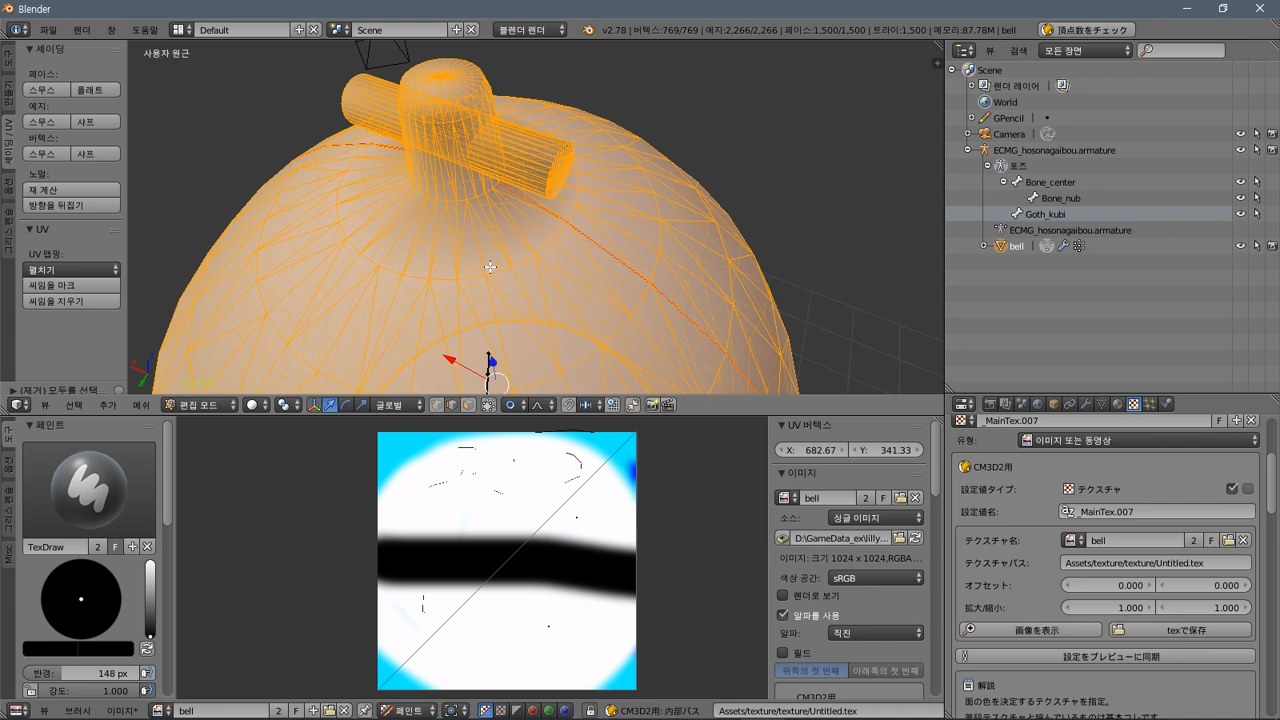 Blender
파일 렌더 창 도움말 Default Scene 블렌더 렌더 v2.78 | 버텍스:769/769 | 에지:2,266/2,266 | 페이스:1,500/1,500 | 트라이:1,500 | 메모리:87.78M | bell 頂点数をチェック
셰이딩
페이스:
스무스 플래트
에지:
스무스 샤프
버텍스:
스무스 샤프
노멀:
재 계산
방향을 뒤집기
UV
UV 맵핑:
펼치기
씨임을 마크
씨임을 지우기
(제거) 모두를 선택...
사용자 원근
뷰 선택 추가 메쉬 편집 모드 글로벌
뷰 검색 모든 장면
Scene
렌더 레이어
World
GPencil
Camera
ECMG_hosonagaibou.armature
포즈
Bone_center
Bone_nub
Goth_kubi
ECMG_hosonagaibou.armature
bell
페인트
TexDraw 2 F
반경: 148 px
강도: 1.000
Misc
UV 버텍스
X: 682.67 Y: 341.33
이미지
bell 2 F
소스: 싱글 이미지
D:\GameData_ex\lilly...
이미지: 크기 1024 x 1024,RGBA ...
색상 공간: sRGB
렌더로 보기
알파를 사용
알파: 직진
필드
위쪽의 첫 번째 아래쪽의 첫 번째
CM3D2用
뷰 브러시 이미지* bell 2 F 페인트 CM3D2用: 内部パス Assets/texture/texture/Untitled.tex
_MainTex.007 F
유형: 이미지 또는 동영상
CM3D2用
設定値タイプ: テクスチャ
設定値名: _MainTex.007
テクスチャ名: bell 2 F
テクスチャパス: Assets/texture/texture/Untitled.tex
オフセット: 0.000 0.000
拡大/縮小: 1.000 1.000
画像を表示 texで保存
設定をプレビューに同期
解説
面の色を決定するテクスチャを指定。